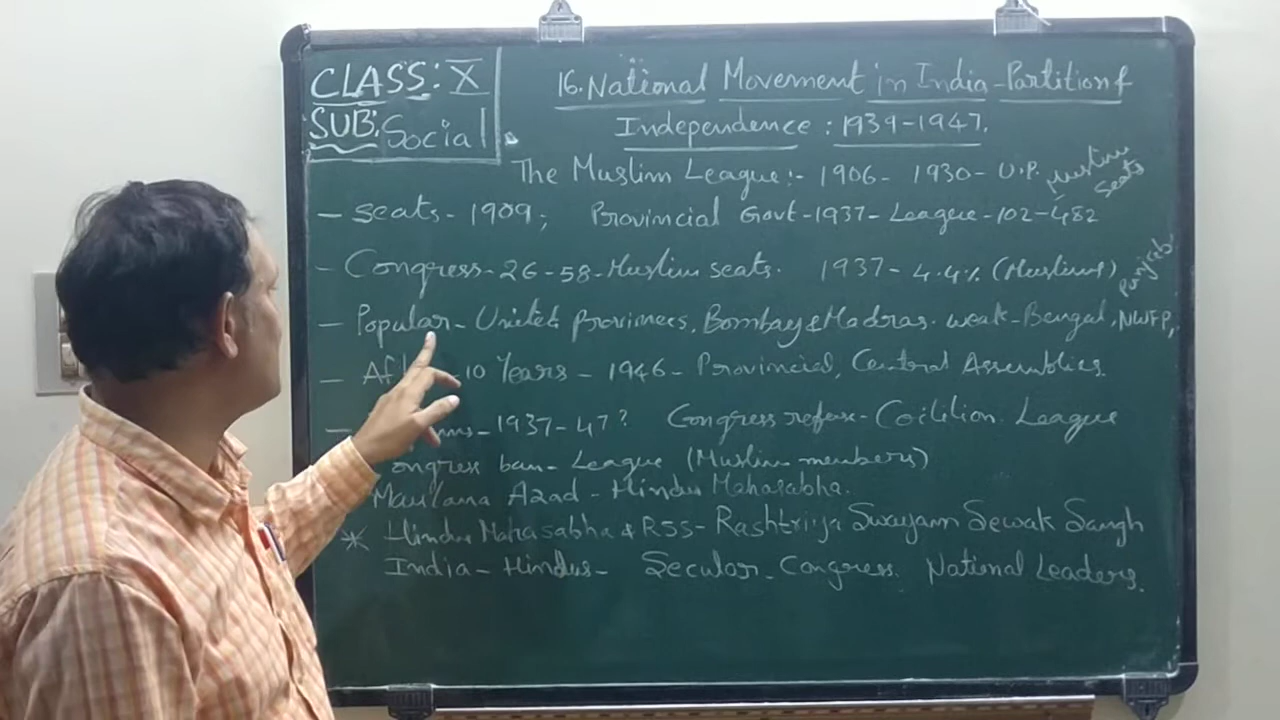 CLASS: X
SUB: Social
16. National Movement in India - Partition &
Independence : 1939-1947.
The Muslim League:- 1906- 1930- U.P. Muslim Seats
- Seats - 1909; Provincial Govt - 1937 - League - 102 - 482
- Congress - 26 - 58 - Muslim seats. 1937 - 4.4% (Muslims)
- Popular - United provinces, Bombay & Madras. weak - Bengal, NWFP, Punjab
- 10 Years - 1946 - Provincial, Central Assemblies.
- 1937-47? Congress refuse - Coilition. League
ongress ban - League (Muslim members)
Maulana Azad - Hindu Mahasabha.
* Hindu Mahasabha & RSS - Rashtriya Swayam Sewak Sangh
India - Hindus - Secular - Congress. National Leaders.